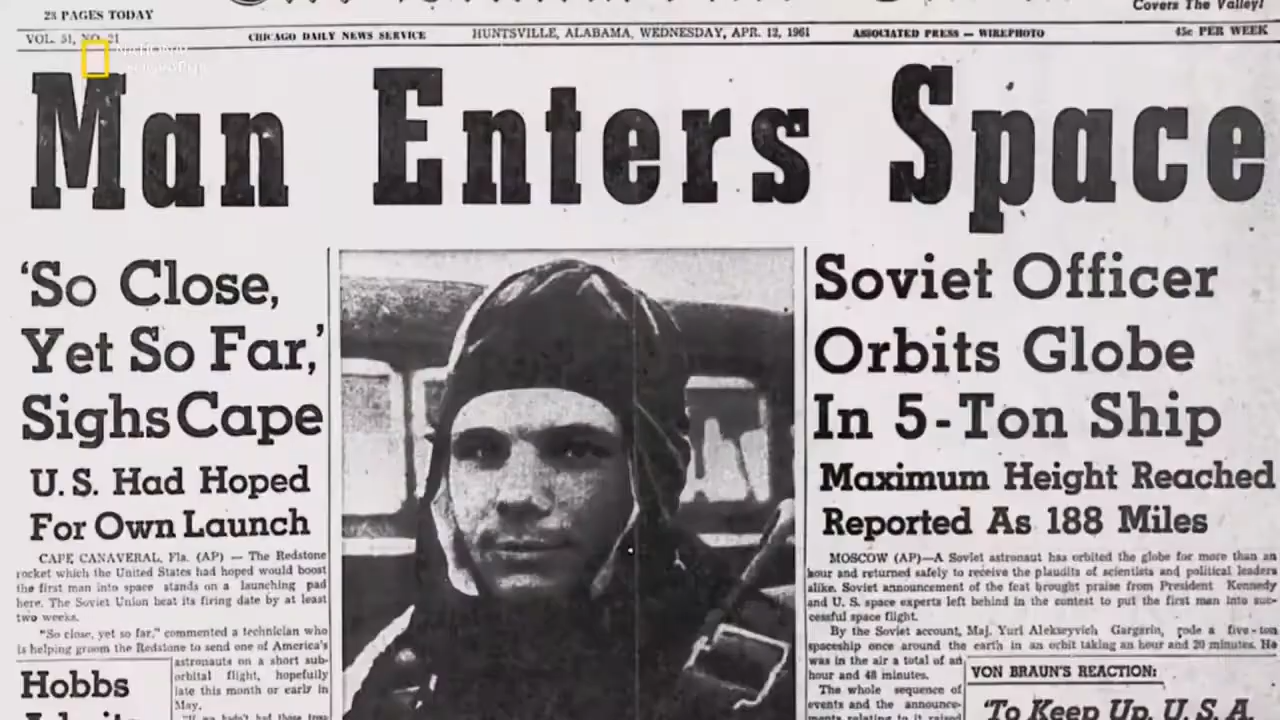 23 PAGES TODAY
Covers The Valley!
VOL. 51, NO. 21
CHICAGO DAILY NEWS SERVICE
HUNTSVILLE, ALABAMA, WEDNESDAY, APR. 12, 1961
ASSOCIATED PRESS — WIREPHOTO
45c PER WEEK
Man Enters Space
'So Close,
Yet So Far,'
Sighs Cape
U. S. Had Hoped
For Own Launch
CAPE CANAVERAL, Fla. (AP) — The Redstone
rocket which the United States had hoped would boost
the first man into space stands on a launching pad
here. The Soviet Union beat its firing date by at least
two weeks.
"So close, yet so far," commented a technician who
is helping groom the Redstone to send one of America's
astronauts on a short sub-
orbital flight, hopefully
late this month or early in
May.
Hobbs
Soviet Officer
Orbits Globe
In 5-Ton Ship
Maximum Height Reached
Reported As 188 Miles
MOSCOW (AP)—A Soviet astronaut has orbited the globe for more than an
hour and returned safely to receive the plaudits of scientists and political leaders
alike. Soviet announcement of the feat brought praise from President Kennedy
and U. S. space experts left behind in the contest to put the first man into suc-
cessful space flight.
By the Soviet account, Maj. Yuri Alekseyvich Gagarin, rode a five-ton
spaceship once around the earth in an orbit taking an hour and 29 minutes. He
was in the air a total of an
hour and 48 minutes.
The whole sequence of
events and the announce-
ments relating to it raised
VON BRAUN'S REACTION:
'To Keep Up, U. S. A.